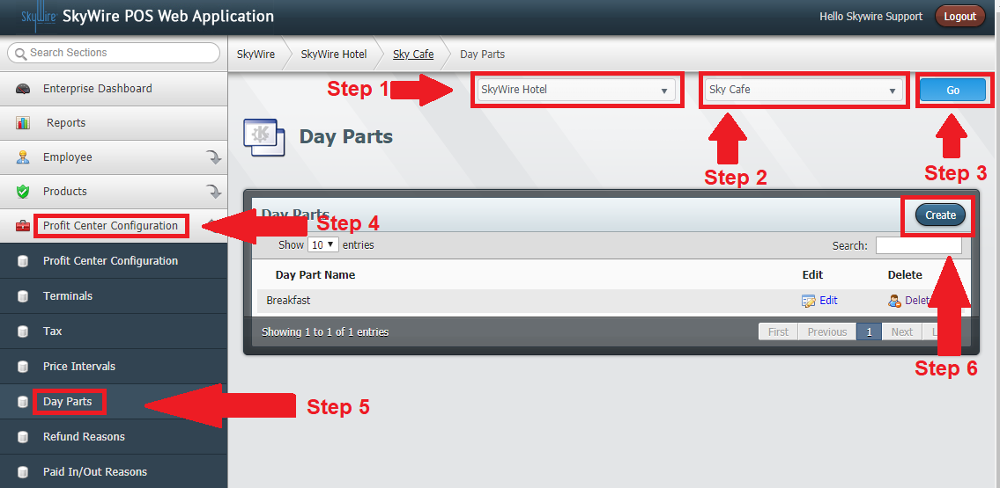 SkyWire SkyWire POS Web Application
Hello Skywire Support Logout
Search Sections
SkyWire SkyWire Hotel Sky Cafe Day Parts
Step 1 SkyWire Hotel Sky Cafe Go
Enterprise Dashboard
Reports
Employee
Products
Profit Center Configuration
Profit Center Configuration
Terminals
Tax
Price Intervals
Day Parts
Refund Reasons
Paid In/Out Reasons
Day Parts
Step 2
Step 3
Day Parts
Create
Step 4
Show 10 entries
Search:
Day Part Name Edit Delete
Breakfast Edit Delet
Showing 1 to 1 of 1 entries
First Previous 1 Next L
Step 6
Step 5